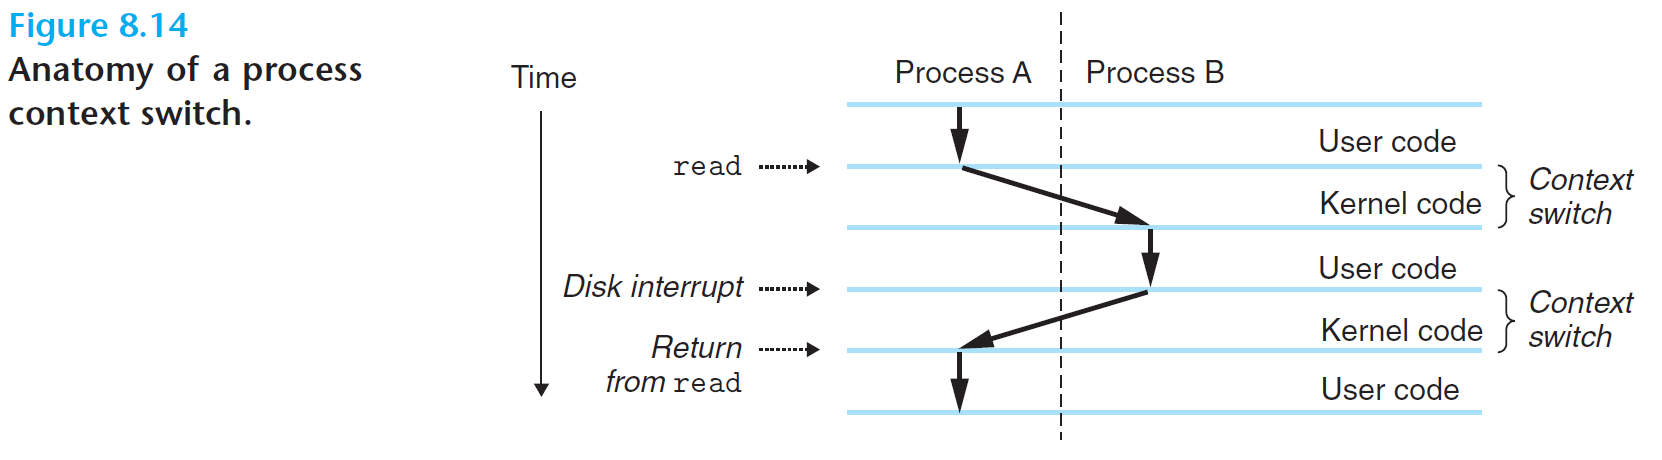 Figure 8.14
Anatomy of a process
context switch.
Time
Process A
Process B
User code
read
Kernel code
Context
switch
User code
Disk interrupt
Kernel code
Context
switch
Return
from read
User code